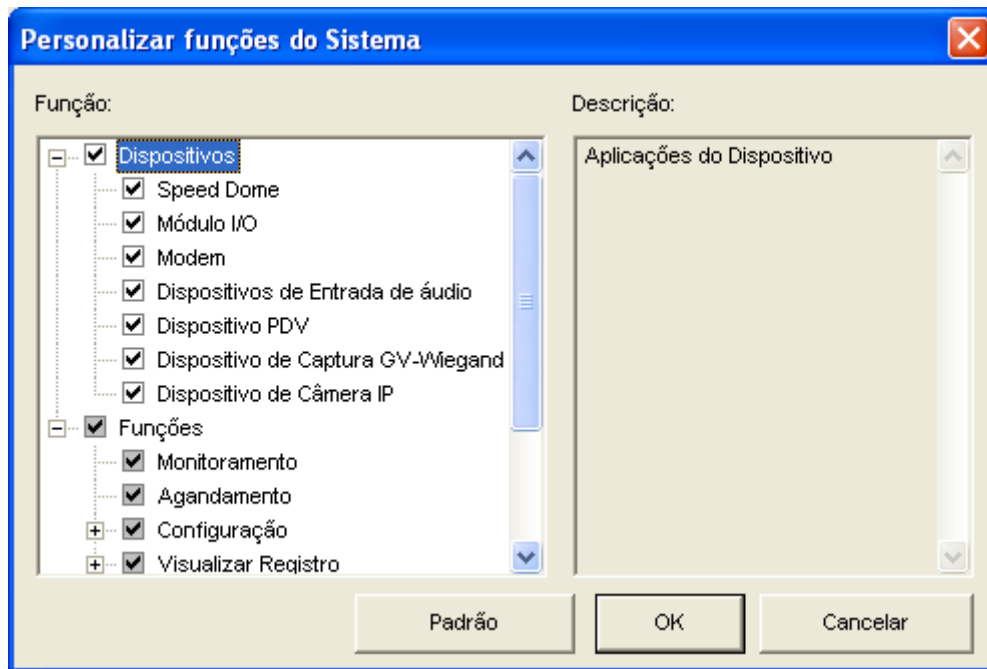 Personalizar funções do Sistema
Função:
Descrição:
Dispositivos
Aplicações do Dispositivo
Speed Dome
Módulo I/O
Modem
Dispositivos de Entrada de áudio
Dispositivo PDV
Dispositivo de Captura GV-Wiegand
Dispositivo de Câmera IP
Funções
Monitoramento
Agandamento
Configuração
Visualizar Registro
Padrão
OK
Cancelar